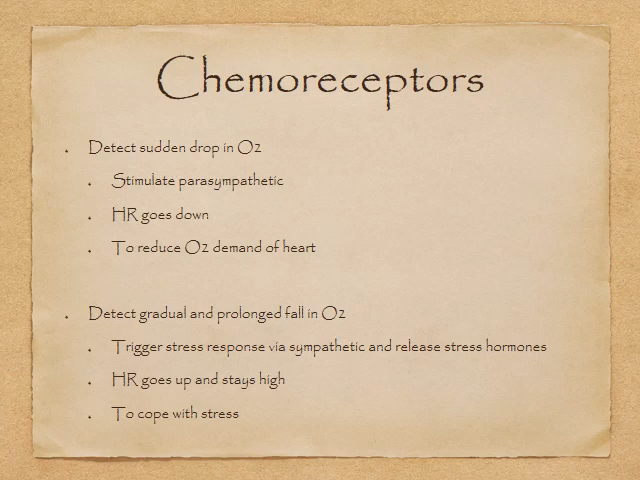 Chemoreceptors
Detect sudden drop in O2
Stimulate parasympathetic
HR goes down
To reduce O2 demand of heart
Detect gradual and prolonged fall in O2
Trigger stress response via sympathetic and release stress hormones
HR goes up and stays high
To cope with stress